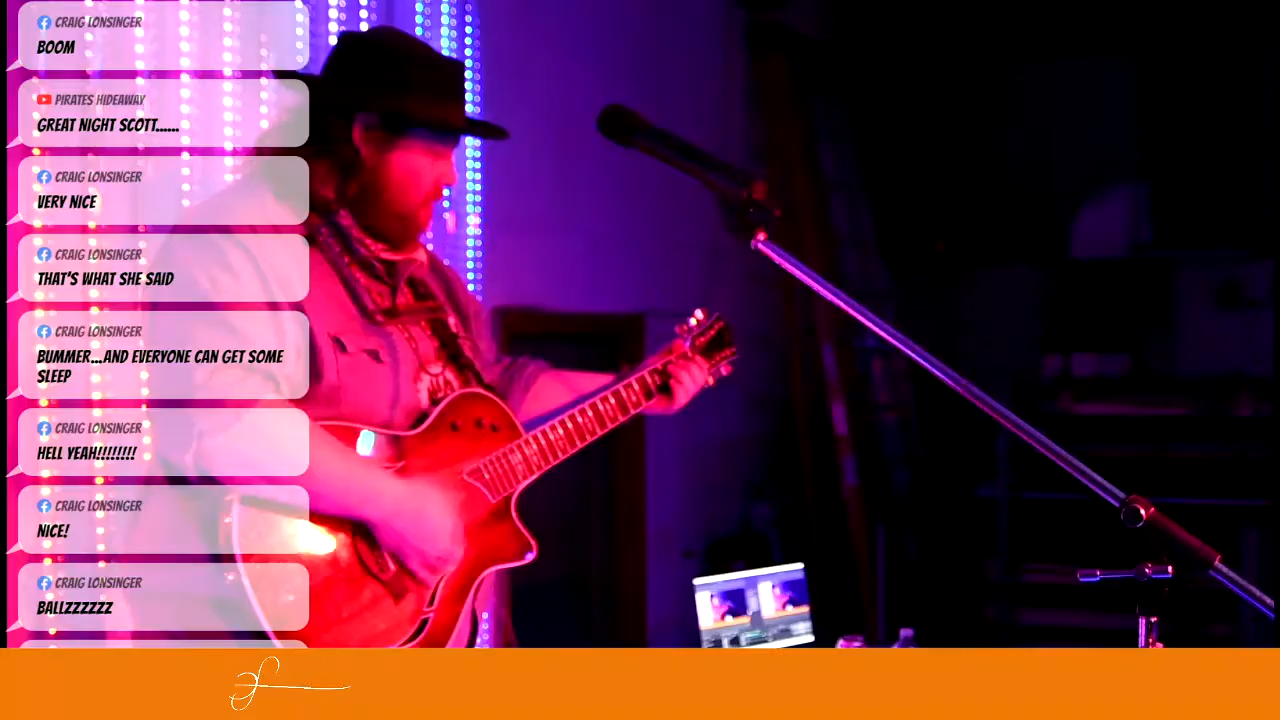 CRAIG LONSINGER
BOOM
PIRATES HIDEAWAY
GREAT NIGHT SCOTT......
CRAIG LONSINGER
VERY NICE
CRAIG LONSINGER
THAT'S WHAT SHE SAID
CRAIG LONSINGER
BUMMER...AND EVERYONE CAN GET SOME
SLEEP
CRAIG LONSINGER
HELL YEAH!!!!!!!!
CRAIG LONSINGER
NICE!
CRAIG LONSINGER
BALLZZZZZZ